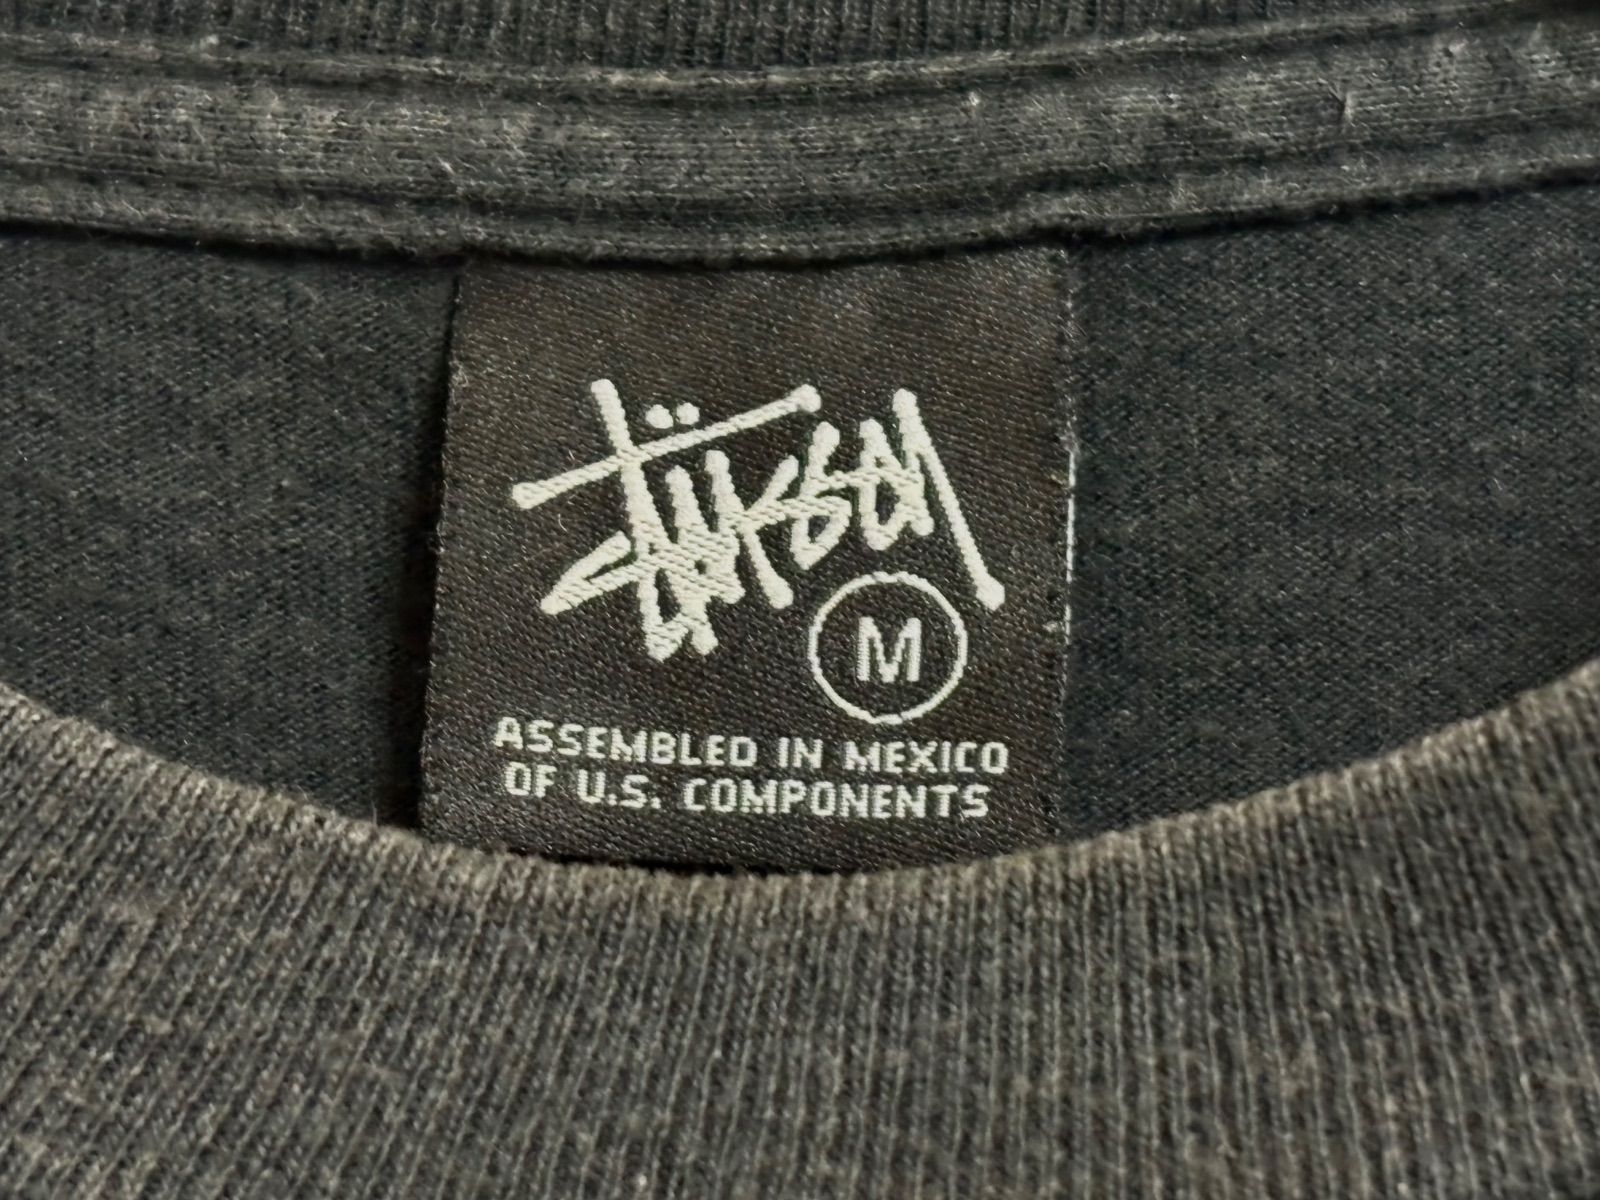 Stüssy
M
ASSEMBLED IN MEXICO
OF U.S. COMPONENTS